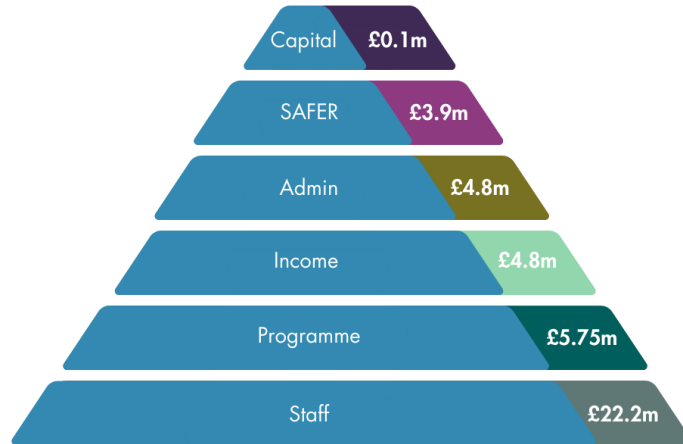 Capital £0.1m
SAFER £3.9m
Admin £4.8m
Income £4.8m
Programme £5.75m
Staff £22.2m